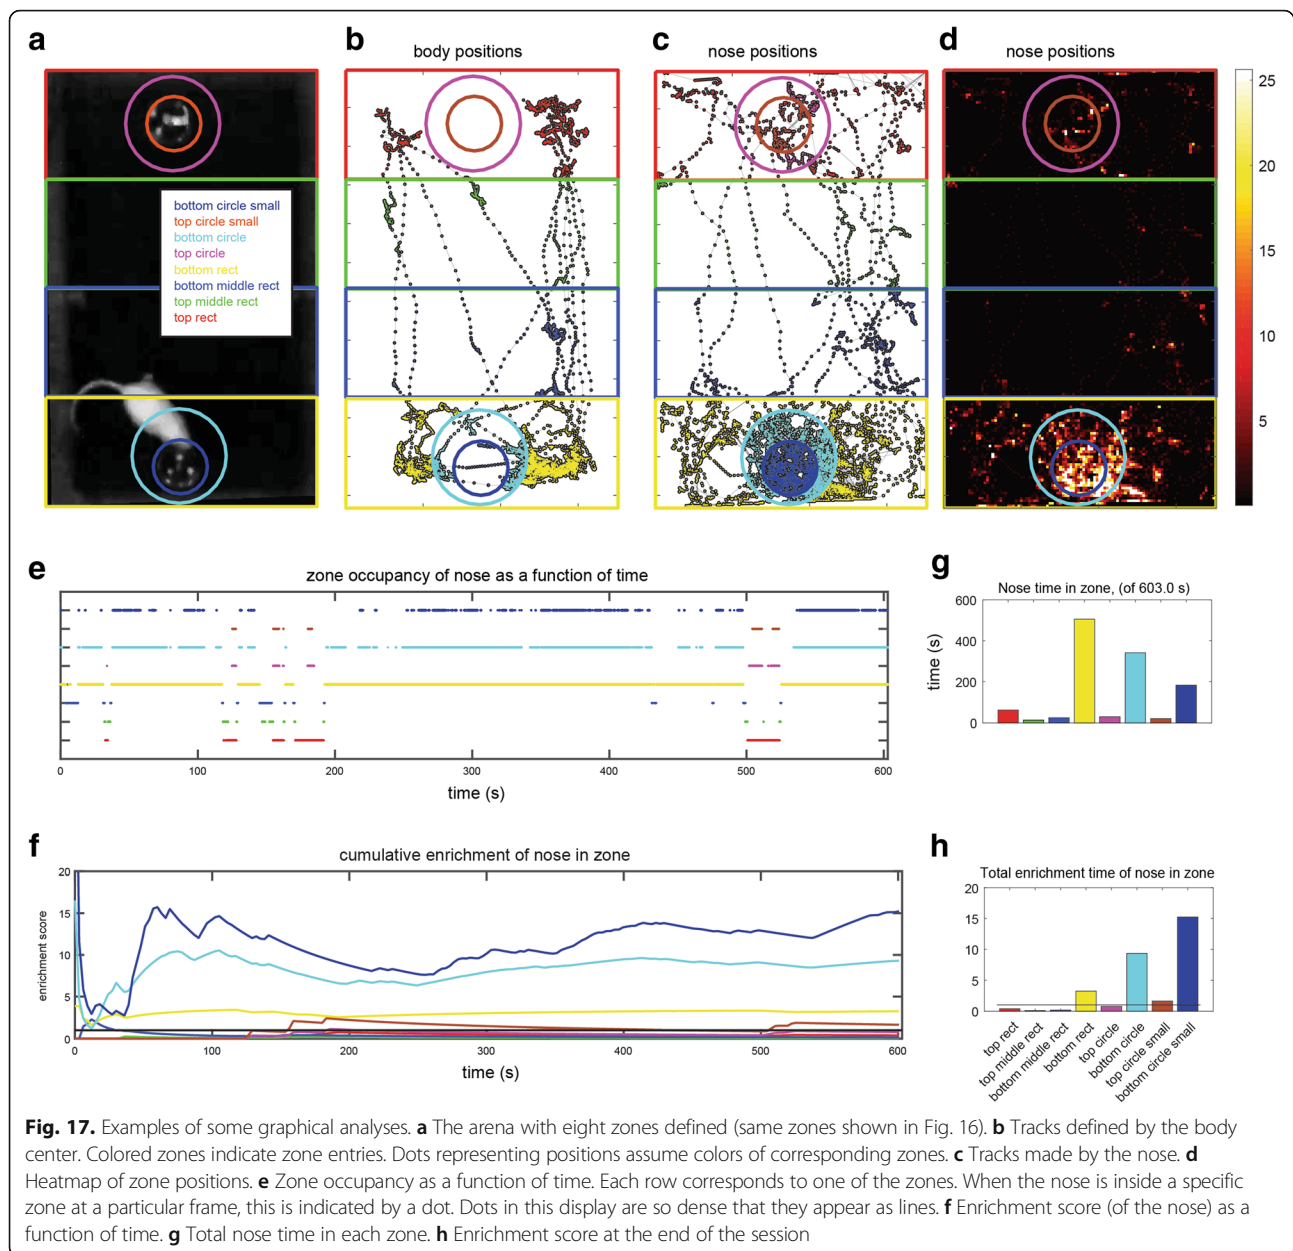 a
b
c
d
body positions
nose positions
nose positions
bottom circle small
top circle small
bottom circle
top circle
bottom rect
bottom middle rect
top middle rect
top rect
25
20
15
10
5
e
zone occupancy of nose as a function of time
0
100
200
300
400
500
600
time (s)
g
Nose time in zone, (of 603.0 s)
600
400
200
0
time (s)
f
cumulative enrichment of nose in zone
20
15
10
5
0
enrichment score
0
100
200
300
400
500
600
time (s)
h
Total enrichment time of nose in zone
20
15
10
5
0
top rect
top middle rect
bottom middle rect
bottom rect
top circle
bottom circle
top circle small
bottom circle small
Fig. 17. Examples of some graphical analyses. a The arena with eight zones defined (same zones shown in Fig. 16). b Tracks defined by the body
center. Colored zones indicate zone entries. Dots representing positions assume colors of corresponding zones. c Tracks made by the nose. d
Heatmap of zone positions. e Zone occupancy as a function of time. Each row corresponds to one of the zones. When the nose is inside a specific
zone at a particular frame, this is indicated by a dot. Dots in this display are so dense that they appear as lines. f Enrichment score (of the nose) as a
function of time. g Total nose time in each zone. h Enrichment score at the end of the session